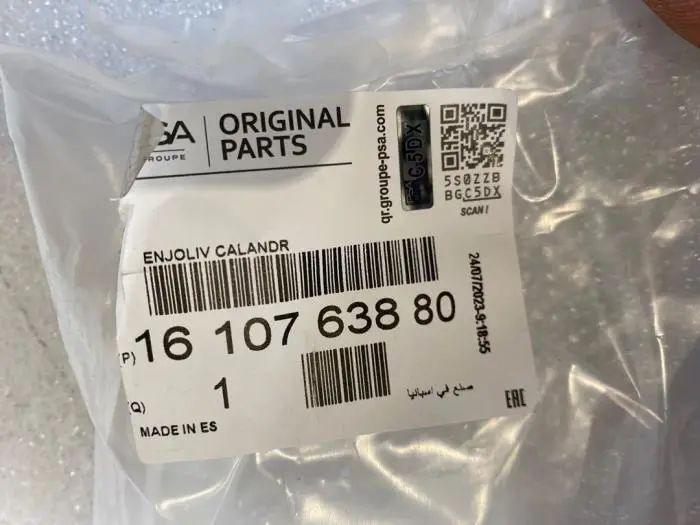 SA
GROUPE
ORIGINAL
PARTS
qr.groupe-psa.com
PSA C5DX
5S0ZZB
BGC5DX
SCAN !
ENJOLIV CALANDR
(P) 16 107 638 80
24/07/2023-9:18:55
(Q) 1
صنع في اسبانيا
MADE IN ES
EAC